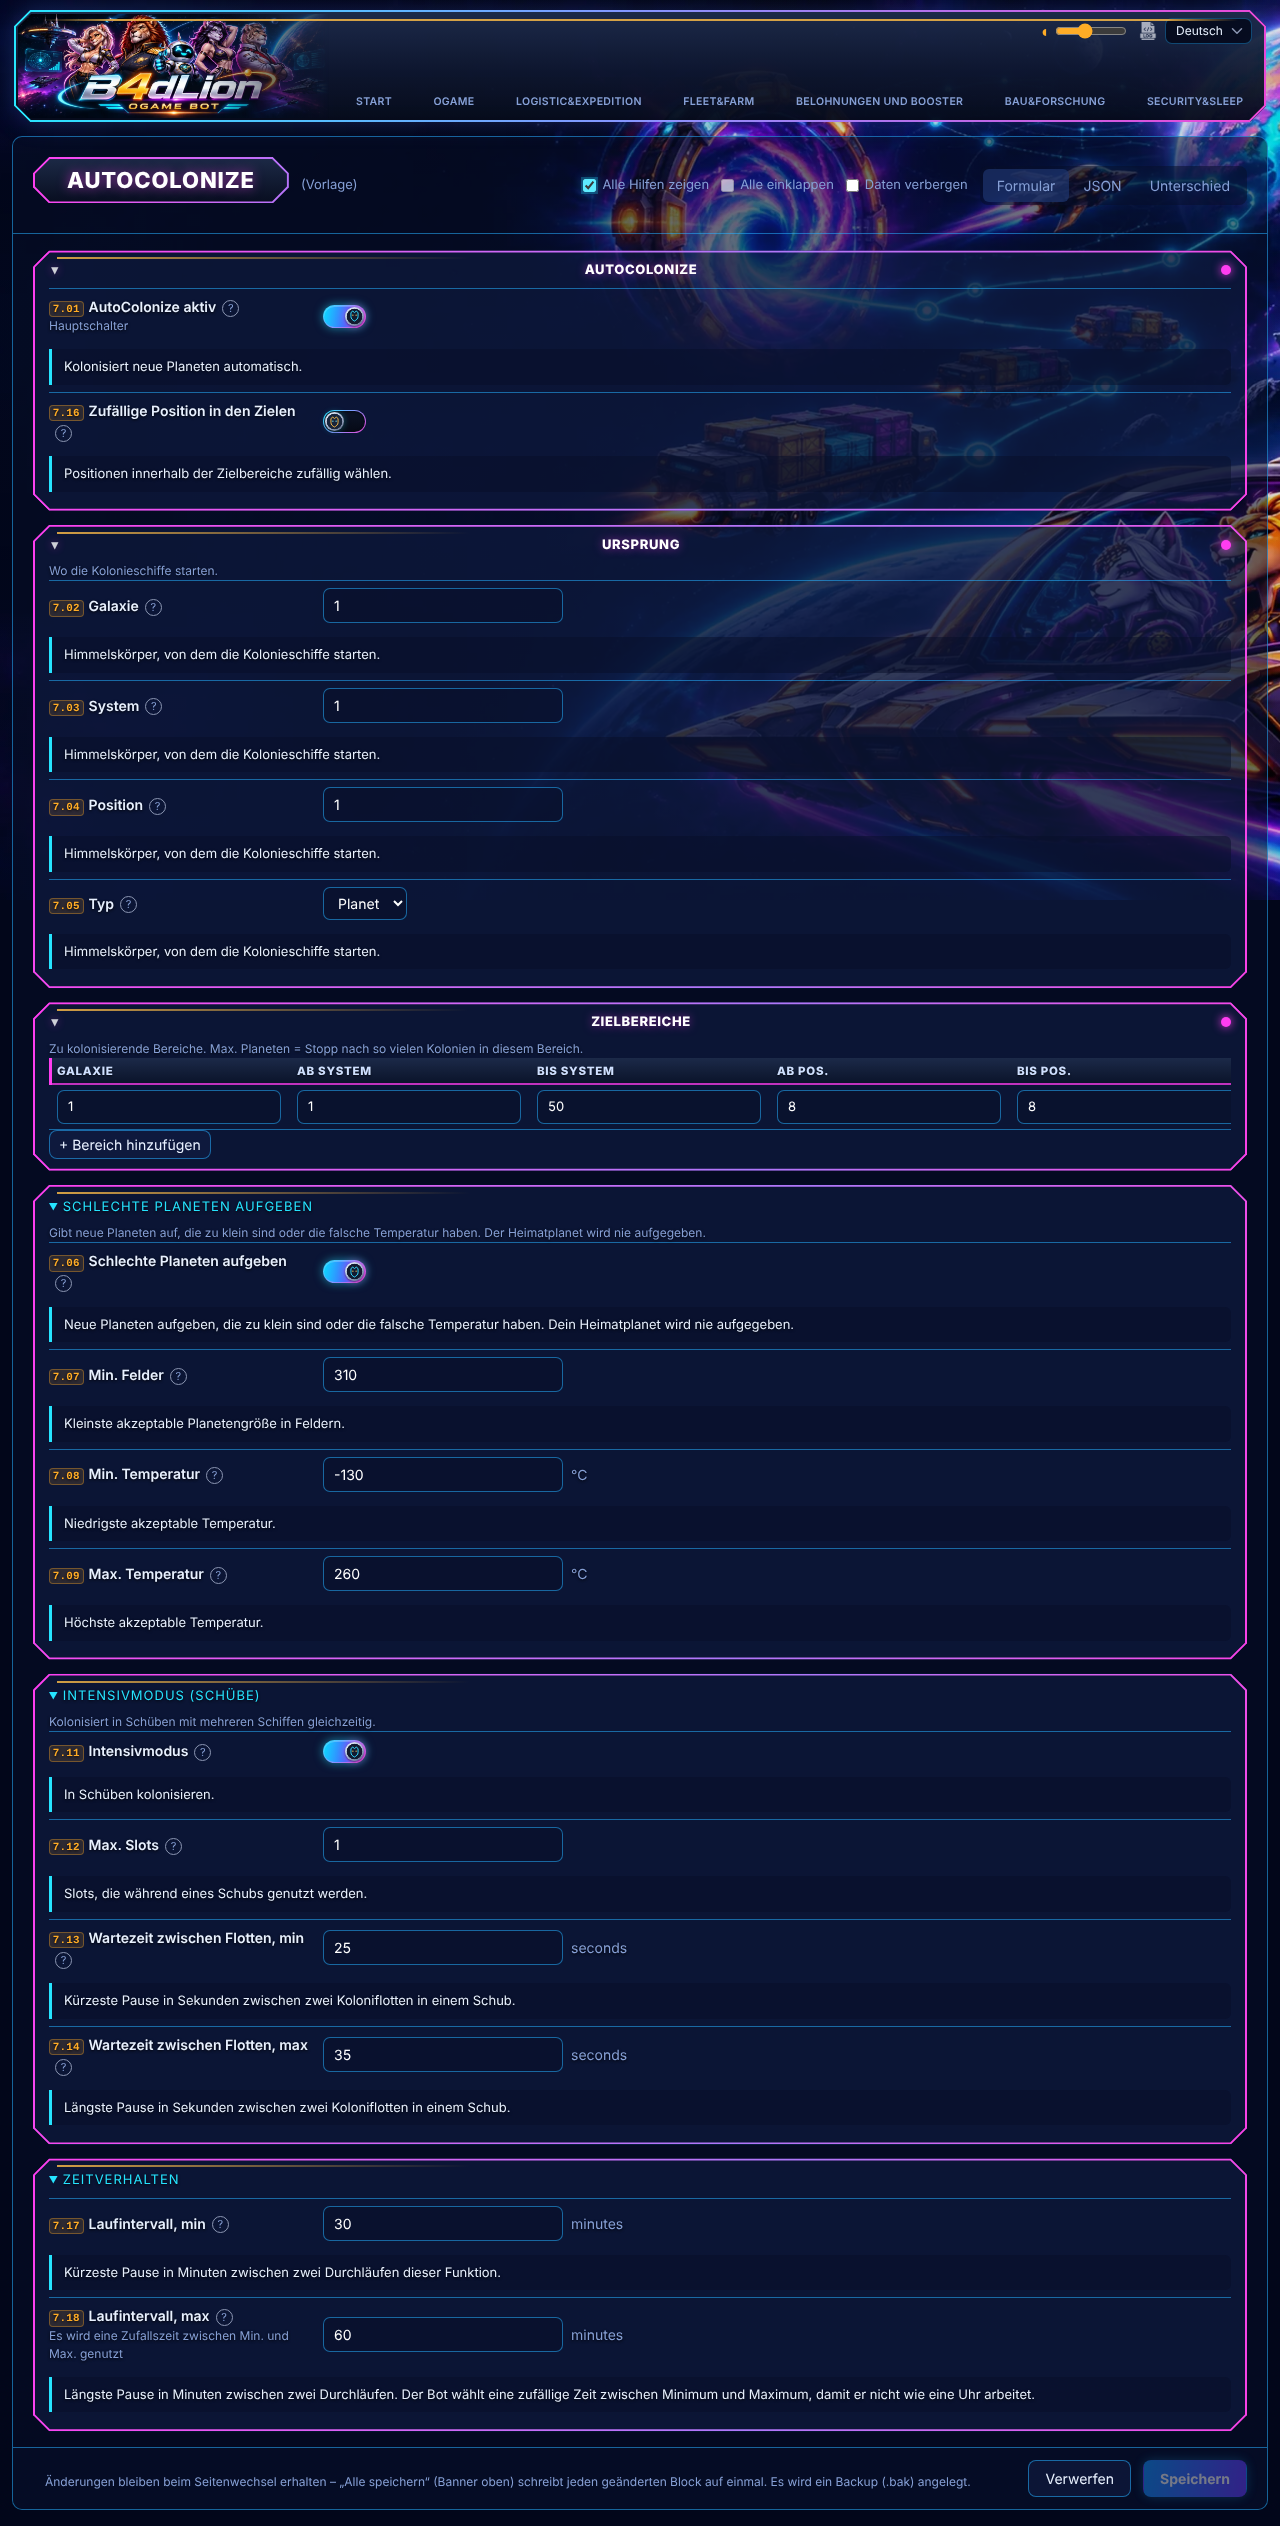 B4dLion
OGAME BOT
Deutsch
START
OGAME
LOGISTIC&EXPEDITION
FLEET&FARM
BELOHNUNGEN UND BOOSTER
BAU&FORSCHUNG
SECURITY&SLEEP
AUTOCOLONIZE
(Vorlage)
Alle Hilfen zeigen
Alle einklappen
Daten verbergen
Formular
JSON
Unterschied
▼ AUTOCOLONIZE
7.01 AutoColonize aktiv ?
Hauptschalter
Kolonisiert neue Planeten automatisch.
7.16 Zufällige Position in den Zielen
?
Positionen innerhalb der Zielbereiche zufällig wählen.
▼ URSPRUNG
Wo die Kolonieschiffe starten.
7.02 Galaxie ? 1
Himmelskörper, von dem die Kolonieschiffe starten.
7.03 System ? 1
Himmelskörper, von dem die Kolonieschiffe starten.
7.04 Position ? 1
Himmelskörper, von dem die Kolonieschiffe starten.
7.05 Typ ? Planet
Himmelskörper, von dem die Kolonieschiffe starten.
▼ ZIELBEREICHE
Zu kolonisierende Bereiche. Max. Planeten = Stopp nach so vielen Kolonien in diesem Bereich.
GALAXIE AB SYSTEM BIS SYSTEM AB POS. BIS POS.
1 1 50 8 8
+ Bereich hinzufügen
▼ SCHLECHTE PLANETEN AUFGEBEN
Gibt neue Planeten auf, die zu klein sind oder die falsche Temperatur haben. Der Heimatplanet wird nie aufgegeben.
7.06 Schlechte Planeten aufgeben
?
Neue Planeten aufgeben, die zu klein sind oder die falsche Temperatur haben. Dein Heimatplanet wird nie aufgegeben.
7.07 Min. Felder ? 310
Kleinste akzeptable Planetengröße in Feldern.
7.08 Min. Temperatur ? -130 °C
Niedrigste akzeptable Temperatur.
7.09 Max. Temperatur ? 260 °C
Höchste akzeptable Temperatur.
▼ INTENSIVMODUS (SCHÜBE)
Kolonisiert in Schüben mit mehreren Schiffen gleichzeitig.
7.11 Intensivmodus ?
In Schüben kolonisieren.
7.12 Max. Slots ? 1
Slots, die während eines Schubs genutzt werden.
7.13 Wartezeit zwischen Flotten, min
? 25 seconds
Kürzeste Pause in Sekunden zwischen zwei Koloniflotten in einem Schub.
7.14 Wartezeit zwischen Flotten, max
? 35 seconds
Längste Pause in Sekunden zwischen zwei Koloniflotten in einem Schub.
▼ ZEITVERHALTEN
7.17 Laufintervall, min ? 30 minutes
Kürzeste Pause in Minuten zwischen zwei Durchläufen dieser Funktion.
7.18 Laufintervall, max ?
Es wird eine Zufallszeit zwischen Min. und
Max. genutzt
60 minutes
Längste Pause in Minuten zwischen zwei Durchläufen. Der Bot wählt eine zufällige Zeit zwischen Minimum und Maximum, damit er nicht wie eine Uhr arbeitet.
Änderungen bleiben beim Seitenwechsel erhalten – „Alle speichern“ (Banner oben) schreibt jeden geänderten Block auf einmal. Es wird ein Backup (.bak) angelegt.
Verwerfen
Speichern